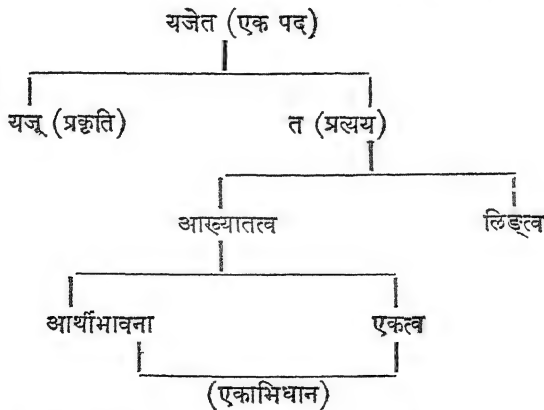 यजेत (एक पद)
यजू (प्रकृति) त (प्रत्यय)
आख्यातत्व लिङ्त्व
आर्थीभावना एकत्व
(एकाभिधान)